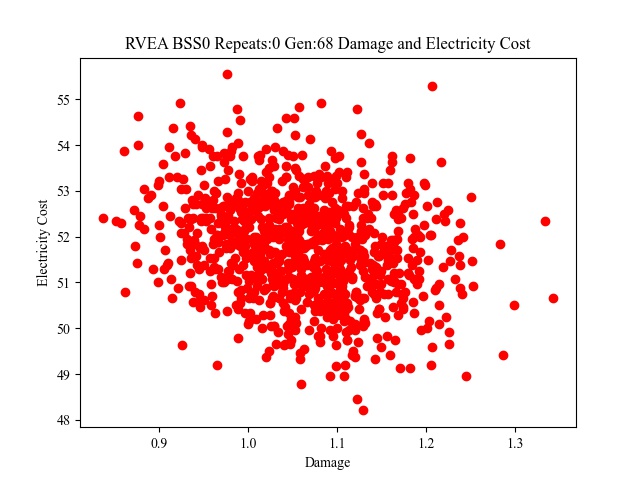 RVEA BSS0 Repeats:0 Gen:68 Damage and Electricity Cost
55
54
53
52
51
50
49
48
Electricity Cost
0.9 1.0 1.1 1.2 1.3
Damage